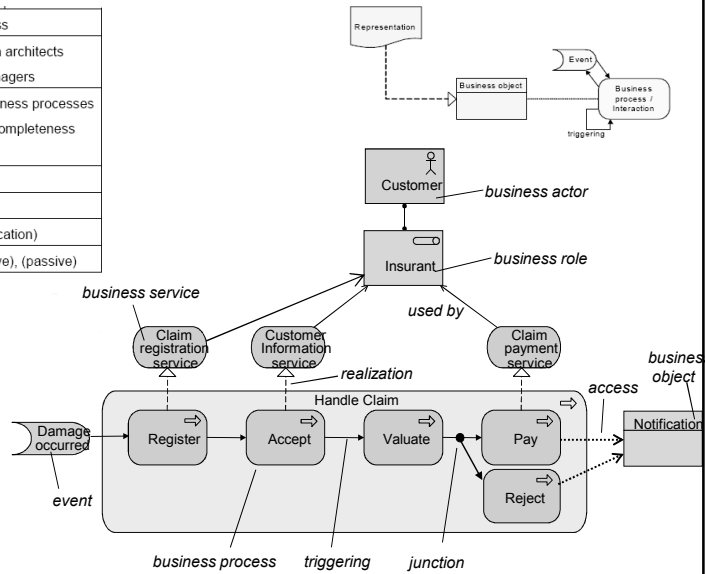 ss
architects
nagers
ness processes
ompleteness
cation)
ve), (passive)
Representation
Business object
Event
Business
process /
Interaction
triggering
Customer
business actor
Insurant
business role
business service
used by
Claim
registration
service
Customer
Information
service
Claim
payment
service
realization
access
busines
object
Handle Claim
Damage
occurred
Register
Accept
Valuate
Pay
Notification
Reject
event
business process
triggering
junction